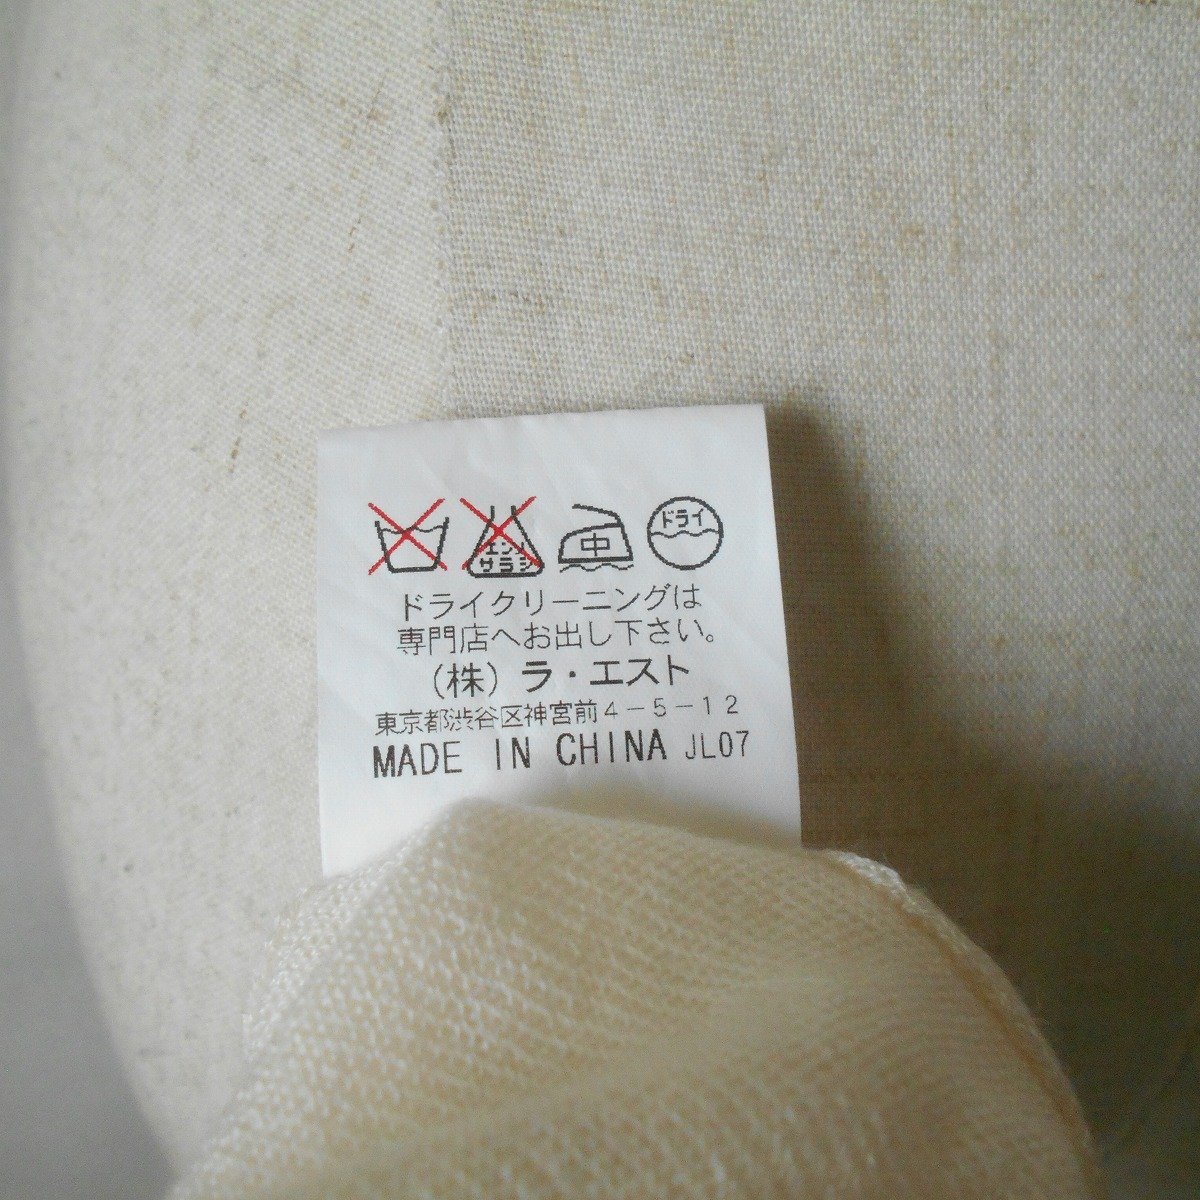 エンソ
サラシ
中
ドライ
ドライクリーニングは
専門店へお出し下さい。
(株)ラ・エスト
東京都渋谷区神宮前4-5-12
MADE IN CHINA JL07